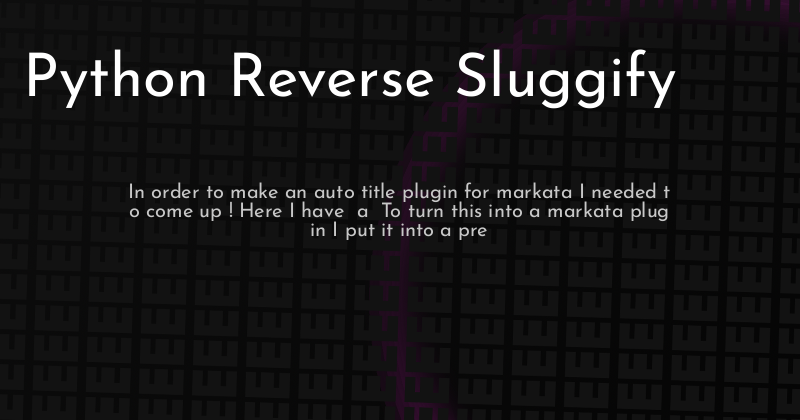 Python Reverse Sluggify
In order to make an auto title plugin for markata I needed t
o come up ! Here I have  a  To turn this into a markata plug
in I put it into a pre